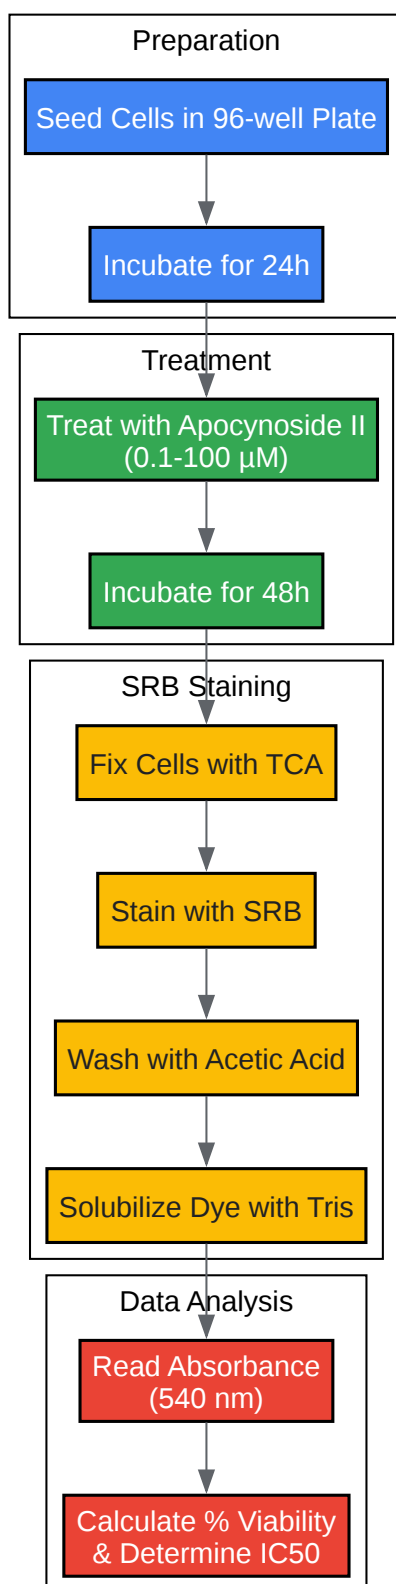 Preparation
Seed Cells in 96-well Plate
Incubate for 24h
Treatment
Treat with Apocynoside II
(0.1-100 µM)
Incubate for 48h
SRB Staining
Fix Cells with TCA
Stain with SRB
Wash with Acetic Acid
Solubilize Dye with Tris
Data Analysis
Read Absorbance
(540 nm)
Calculate % Viability
& Determine IC50